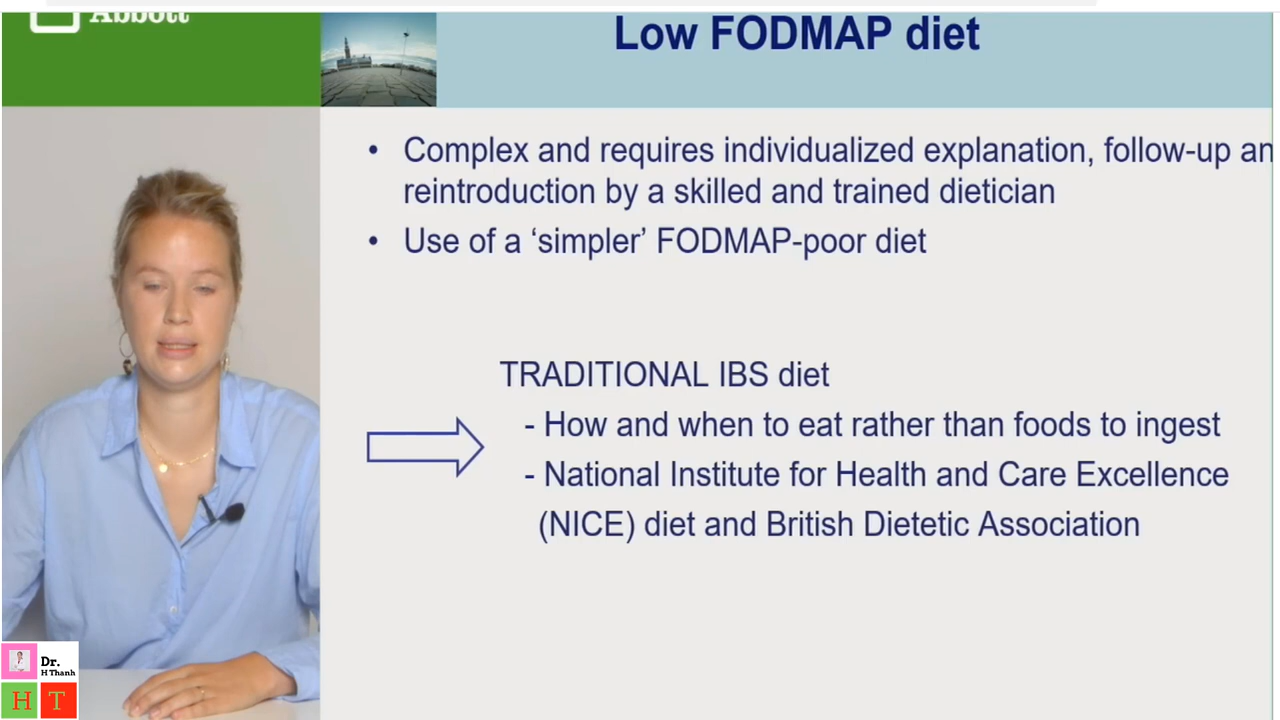 Abbott
Low FODMAP diet
• Complex and requires individualized explanation, follow-up an
reintroduction by a skilled and trained dietician
• Use of a ‘simpler’ FODMAP-poor diet
TRADITIONAL IBS diet
- How and when to eat rather than foods to ingest
- National Institute for Health and Care Excellence
(NICE) diet and British Dietetic Association
Dr.
H Thanh
H T